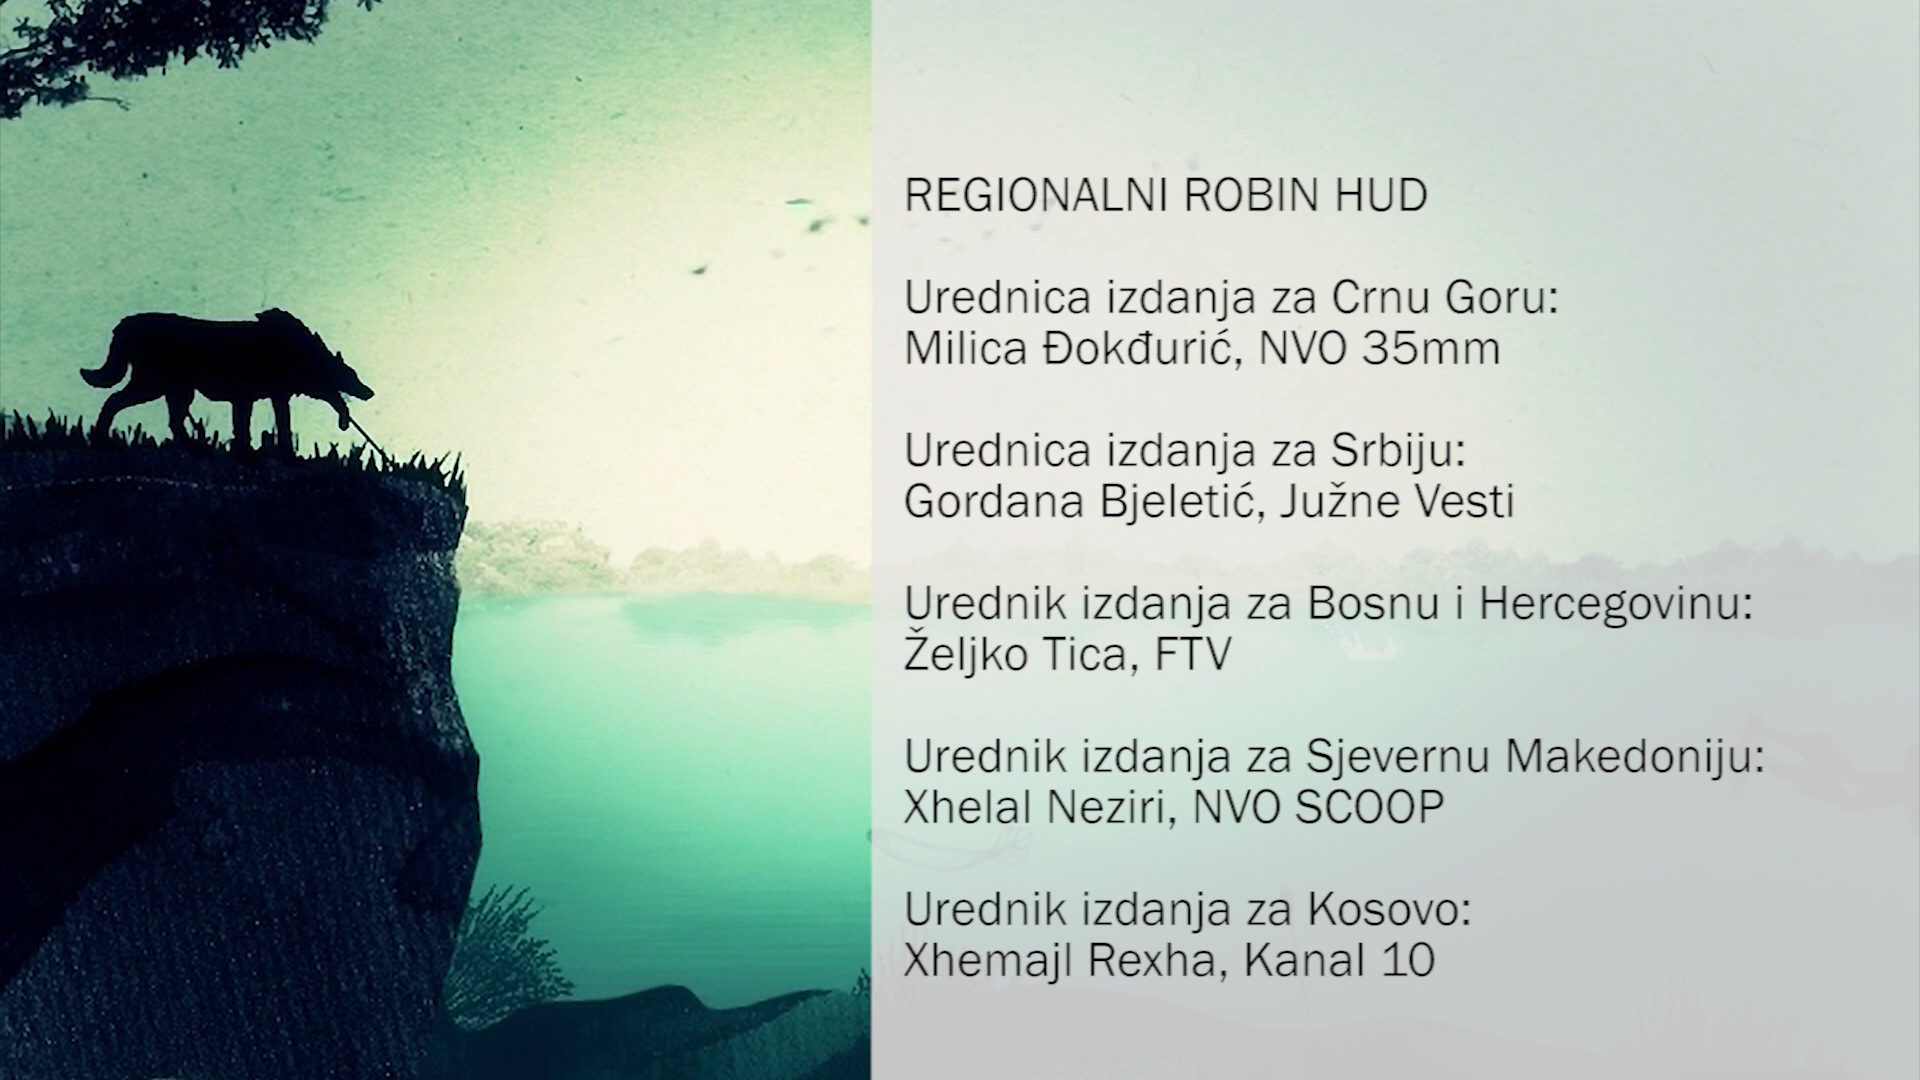 REGIONALNI ROBIN HUD
Urednica izdanja za Crnu Goru:
Milica Đokđurić, NVO 35mm
Urednica izdanja za Srbiju:
Gordana Bjeletić, Južne Vesti
Urednik izdanja za Bosnu i Hercegovinu:
Željko Tica, FTV
Urednik izdanja za Sjevernu Makedoniju:
Xhelal Neziri, NVO SCOOP
Urednik izdanja za Kosovo:
Xhemajl Rexha, Kanal 10